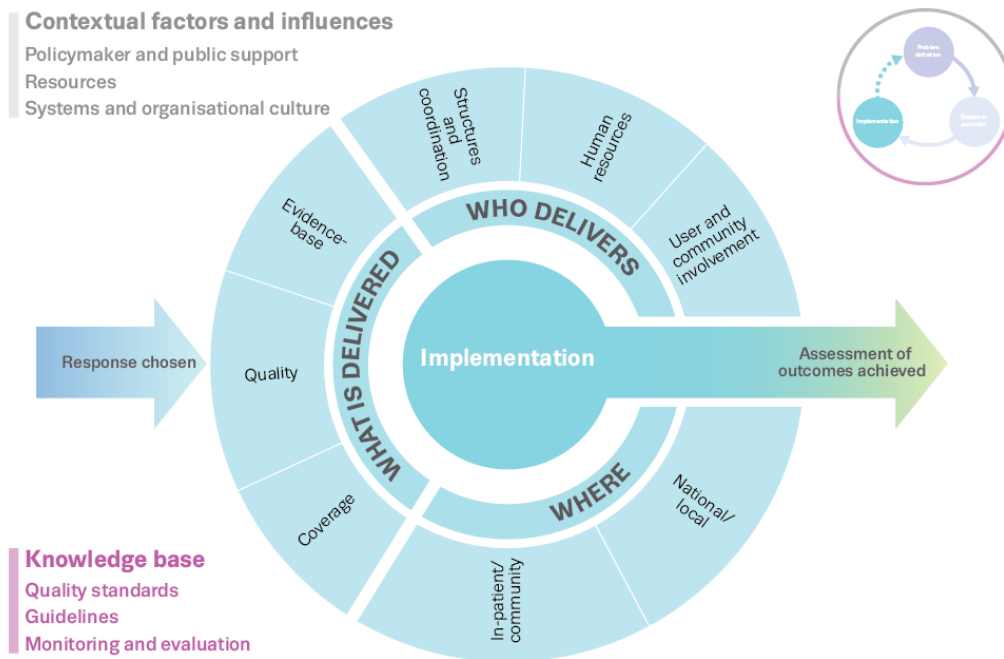 Contextual factors and influences
Policymaker and public support
Resources
Systems and organisational culture
Problem
definition
Implementation
Response
selection
Structures
and
coordination
Human
resources
User and
community
involvement
WHO DELIVERS
Evidence-
base
Quality
Coverage
WHAT IS DELIVERED
Response chosen
Implementation
Assessment of
outcomes achieved
WHERE
National/
local
In-patient/
community
Knowledge base
Quality standards
Guidelines
Monitoring and evaluation